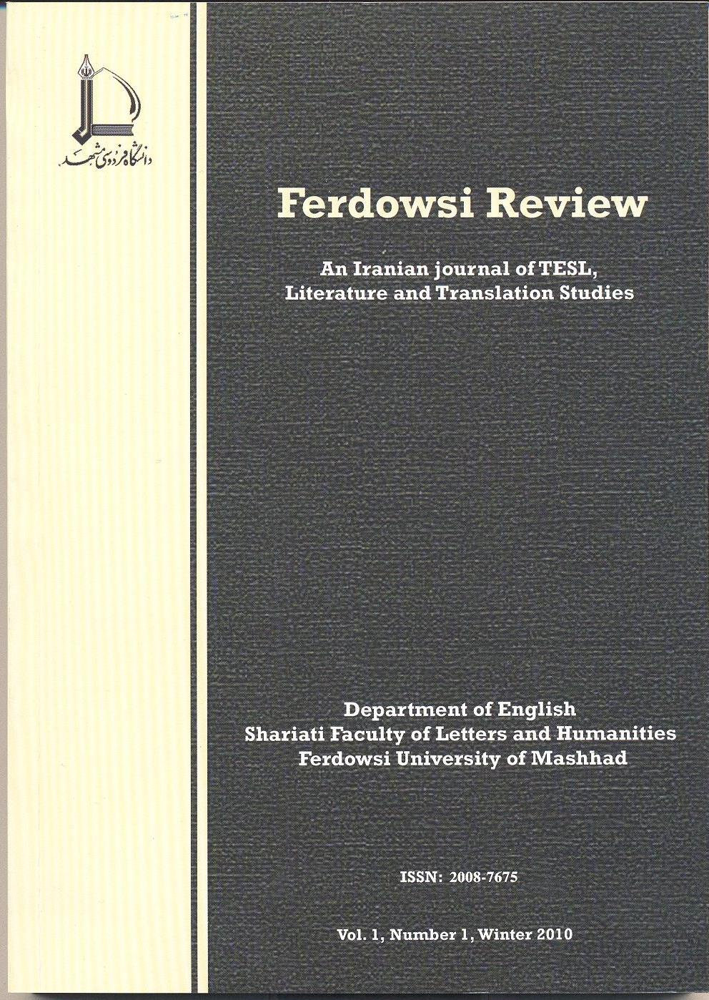 دانشگاه فردوسی مشهد
Ferdowsi Review
An Iranian journal of TESL,
Literature and Translation Studies
Department of English
Shariati Faculty of Letters and Humanities
Ferdowsi University of Mashhad
ISSN: 2008-7675
Vol. 1, Number 1, Winter 2010